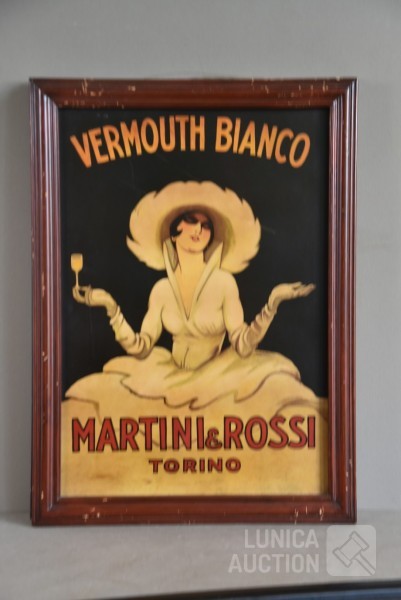 VERMOUTH BIANCO
MARTINI & ROSSI
TORINO
LUNICA
AUCTION